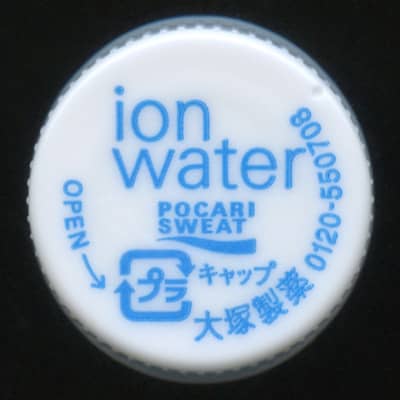 ion
water
POCARI
SWEAT
OPEN →
プラ
キャップ
大塚製薬 0120-550708